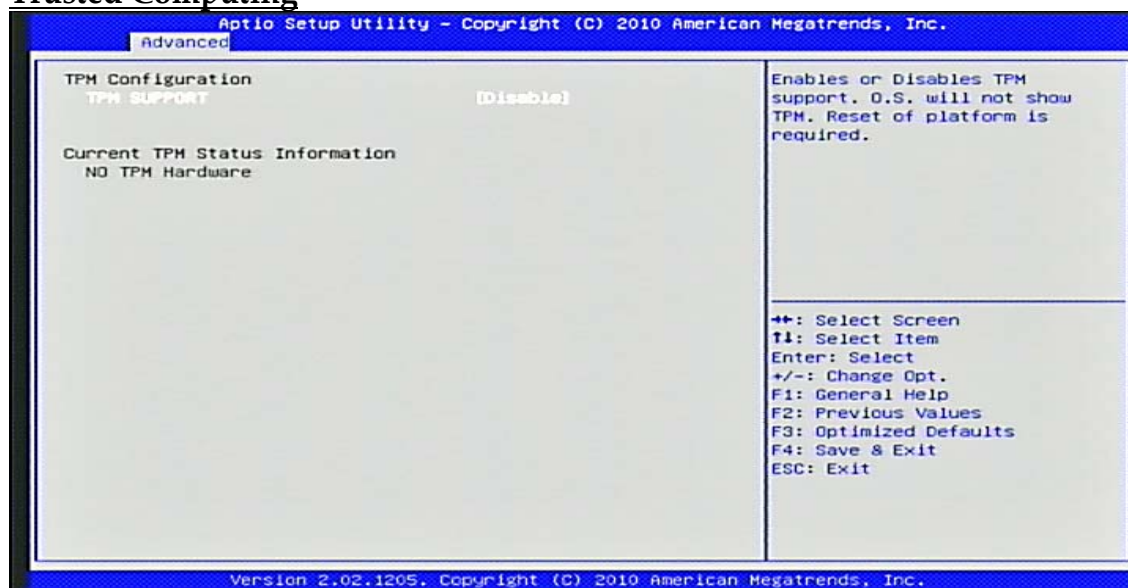 Trusted Computing
Aptio Setup Utility - Copyright (C) 2010 American Megatrends, Inc.
Advanced
TPM Configuration
TPM SUPPORT [Disable]
Current TPM Status Information
NO TPM Hardware
Enables or Disables TPM
support. O.S. will not show
TPM. Reset of platform is
required.
→←: Select Screen
↑↓: Select Item
Enter: Select
+/-: Change Opt.
F1: General Help
F2: Previous Values
F3: Optimized Defaults
F4: Save & Exit
ESC: Exit
Version 2.02.1205. Copyright (C) 2010 American Megatrends, Inc.